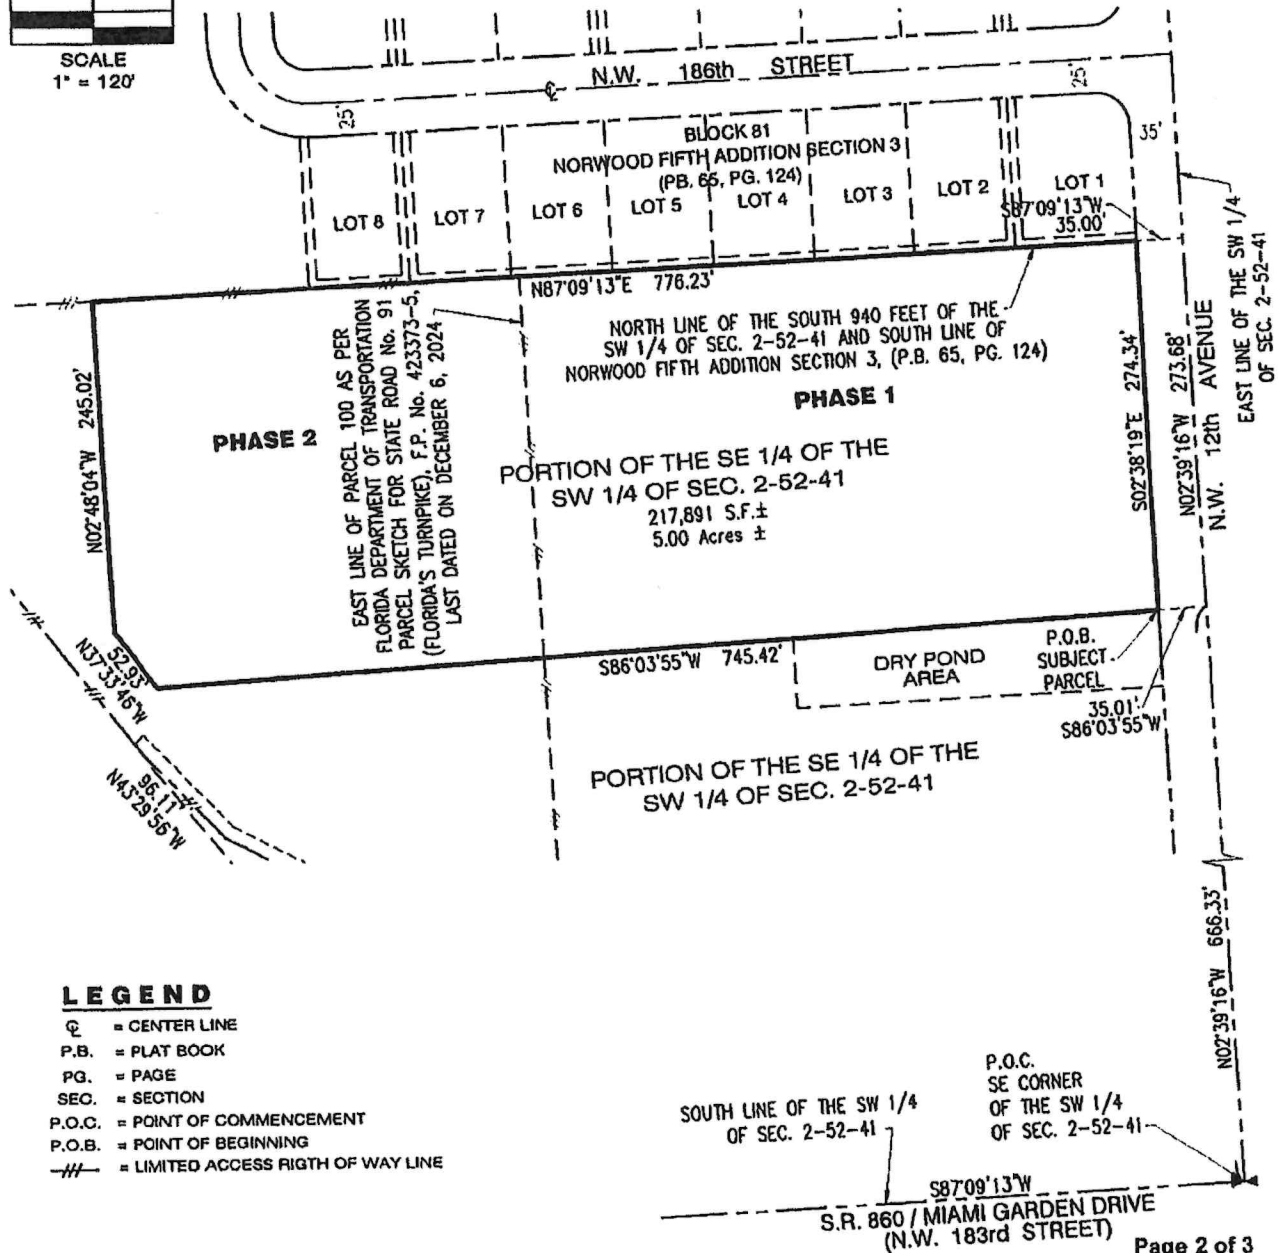 SCALE
1" = 120'
N.W. 186th STREET
25'
25'
35'
BLOCK 81
NORWOOD FIFTH ADDITION SECTION 3
(PB. 65, PG. 124)
LOT 8
LOT 7
LOT 6
LOT 5
LOT 4
LOT 3
LOT 2
LOT 1
S87°09'13"W
35.00'
EAST LINE OF THE SW 1/4
OF SEC. 2-52-41
N87°09'13"E 776.23'
NORTH LINE OF THE SOUTH 940 FEET OF THE
SW 1/4 OF SEC. 2-52-41 AND SOUTH LINE OF
NORWOOD FIFTH ADDITION SECTION 3, (P.B. 65, PG. 124)
PHASE 1
PHASE 2
EAST LINE OF PARCEL 100 AS PER
FLORIDA DEPARTMENT OF TRANSPORTATION
PARCEL SKETCH FOR STATE ROAD No. 91
(FLORIDA'S TURNPIKE), F.P. No. 423373-5,
LAST DATED ON DECEMBER 6, 2024
N02°48'04"W 245.02'
PORTION OF THE SE 1/4 OF THE
SW 1/4 OF SEC. 2-52-41
217,891 S.F.±
5.00 Acres ±
S02°38'19"E 274.34'
N02°39'16"W 273.68'
N.W. 12th AVENUE
52.93'
N37°33'46"W
S86°03'55"W 745.42'
DRY POND
AREA
P.O.B.
SUBJECT
PARCEL
35.01'
S86°03'55"W
96.11'
N43°29'56"W
PORTION OF THE SE 1/4 OF THE
SW 1/4 OF SEC. 2-52-41
N02°39'16"W 666.33'
LEGEND
℄ = CENTER LINE
P.B. = PLAT BOOK
PG. = PAGE
SEC. = SECTION
P.O.C. = POINT OF COMMENCEMENT
P.O.B. = POINT OF BEGINNING
-///- = LIMITED ACCESS RIGTH OF WAY LINE
SOUTH LINE OF THE SW 1/4
OF SEC. 2-52-41
P.O.C.
SE CORNER
OF THE SW 1/4
OF SEC. 2-52-41
S87°09'13"W
S.R. 860 / MIAMI GARDEN DRIVE
(N.W. 183rd STREET)
Page 2 of 3